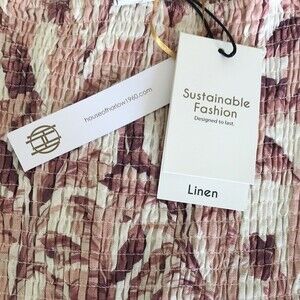 houseofharlow1960.com
Sustainable
Fashion
Designed to last.
Linen